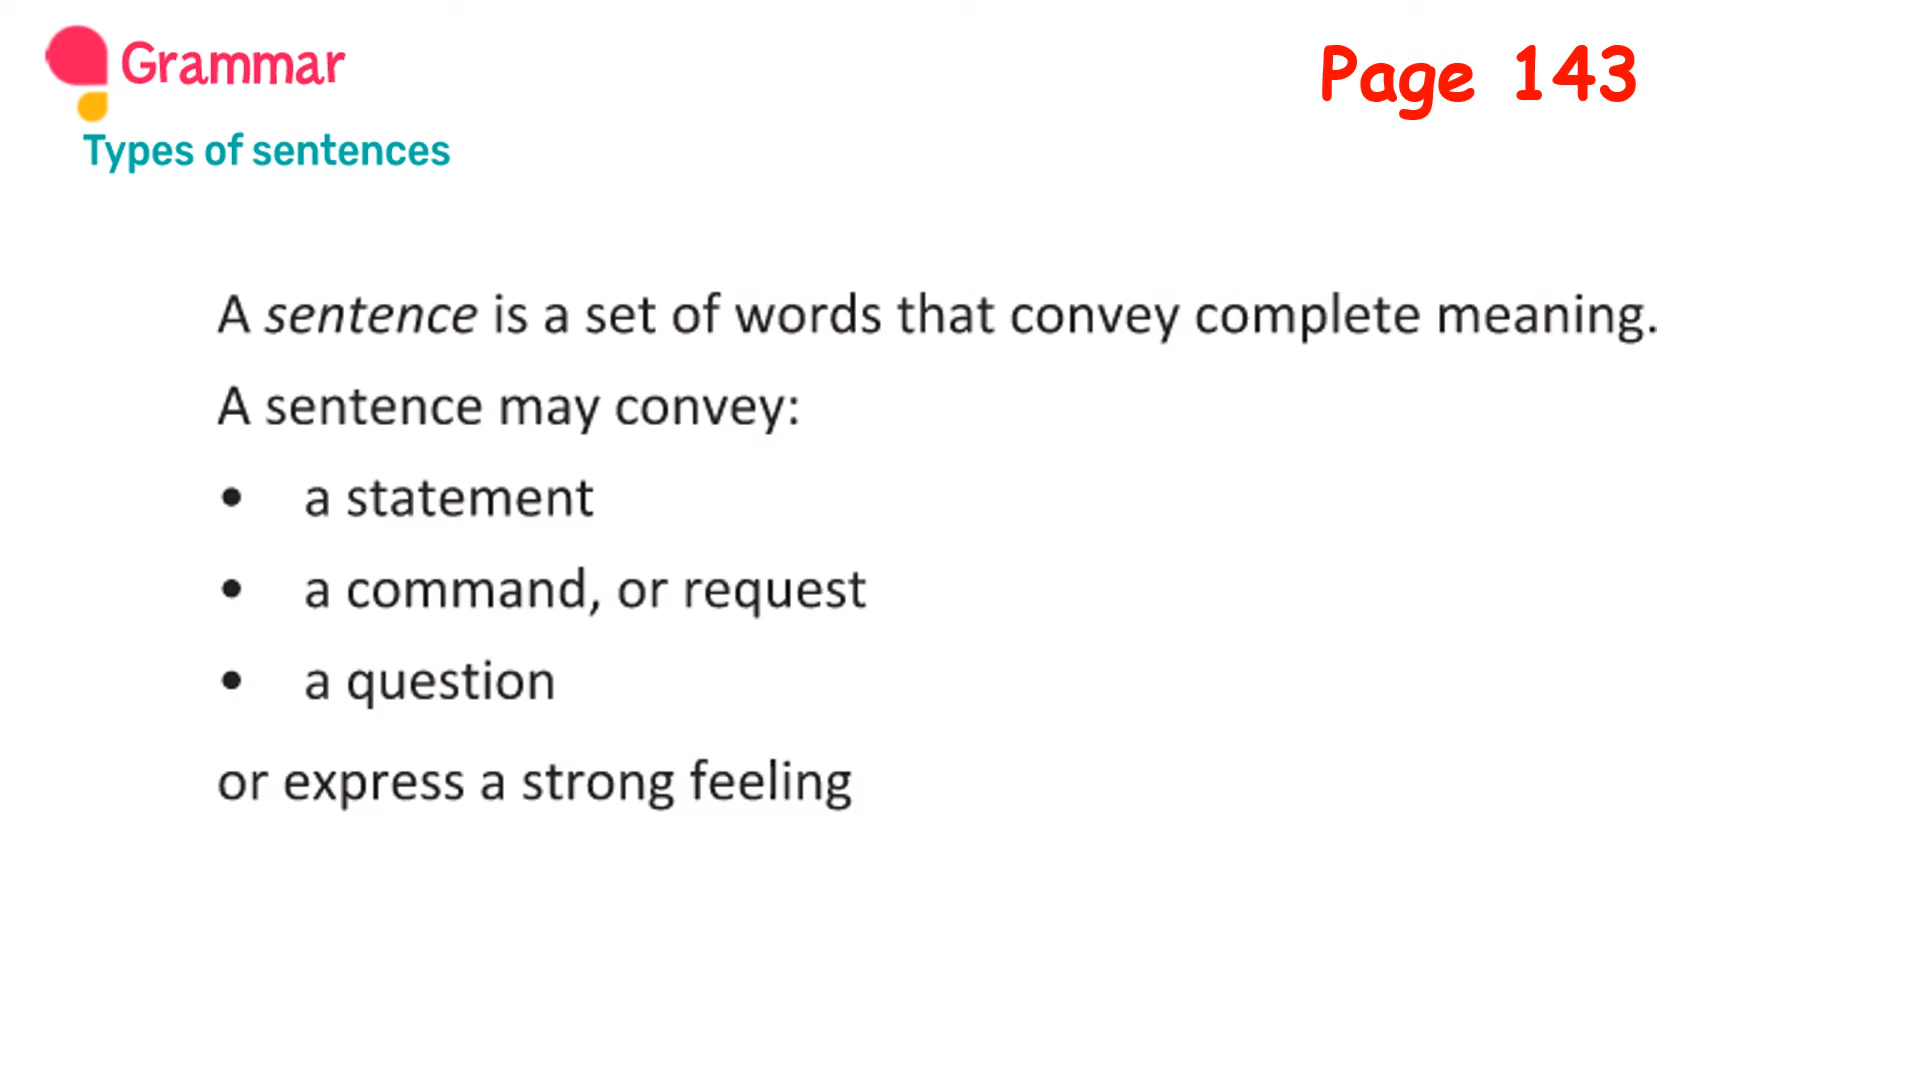 Grammar
Page 143
Types of sentences
A sentence is a set of words that convey complete meaning.
A sentence may convey:
• a statement
• a command, or request
• a question
or express a strong feeling